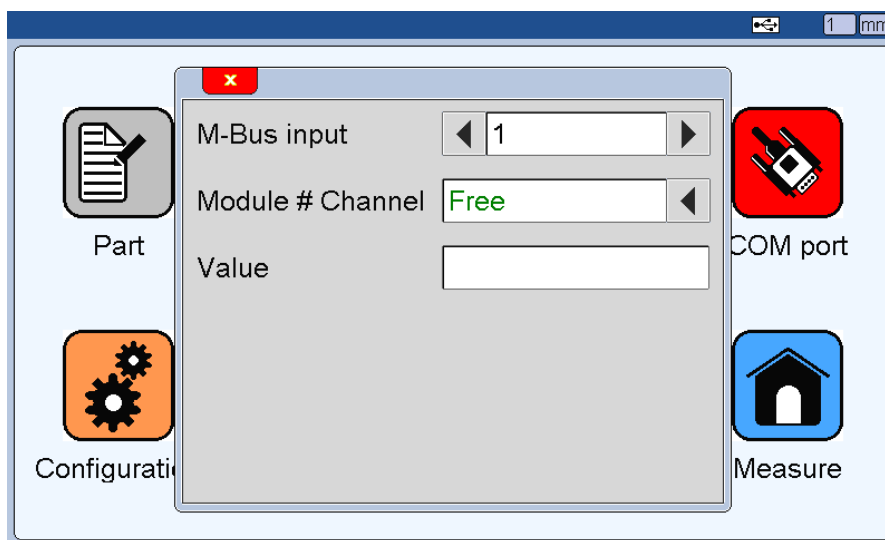 1 mm
x
M-Bus input 1
Module # Channel Free
Value
Part
COM port
Configurati
Measure